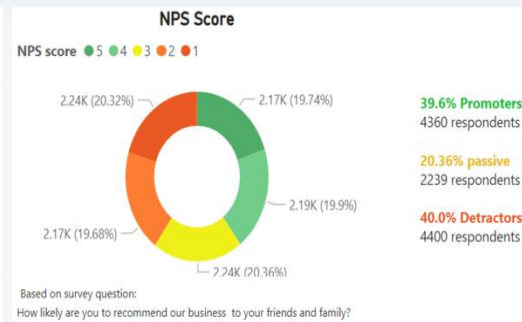 NPS Score
NPS score 5 4 3 2 1
2.24K (20.32%)
2.17K (19.74%)
2.19K (19.9%)
2.17K (19.68%)
2.24K (20.36%)
39.6% Promoters
4360 respondents
20.36% passive
2239 respondents
40.0% Detractors
4400 respondents
Based on survey question:
How likely are you to recommend our business to your friends and family?